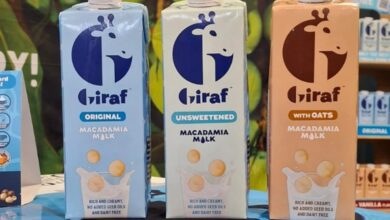 Y!
Giraf
ORIGINAL
MACADAMIA
MILK
RICH AND CREAMY,
NO ADDED SEED OILS
AND DAIRY FREE
Giraf
UNSWEETENED
MACADAMIA
MILK
RICH AND CREAMY,
NO ADDED SEED OILS
AND DAIRY FREE
Giraf
WITH OATS
MACADAMIA
MILK
RICH AND CREAMY,
NO ADDED SEED OILS
AND DAIRY FREE